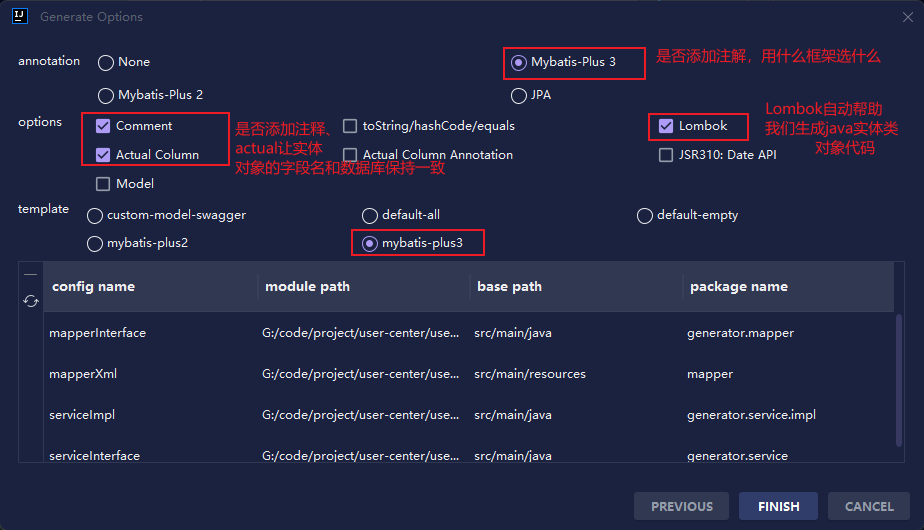 Generate Options
annotation
None
Mybatis-Plus 3
是否添加注解，用什么框架选什么
Mybatis-Plus 2
JPA
options
Comment
toString/hashCode/equals
Lombok
Actual Column
Actual Column Annotation
JSR310: Date API
Model
是否添加注释、
actual让实体
对象的字段名和数据库保持一致
Lombok自动帮助
我们生成java实体类
对象代码
template
custom-model-swagger
default-all
default-empty
mybatis-plus2
mybatis-plus3
config name module path base path package name
mapperInterface G:/code/project/user-center/use... src/main/java generator.mapper
mapperXml G:/code/project/user-center/use... src/main/resources mapper
serviceImpl G:/code/project/user-center/use... src/main/java generator.service.impl
serviceInterface G:/code/project/user-center/use... src/main/java generator.service
PREVIOUS
FINISH
CANCEL